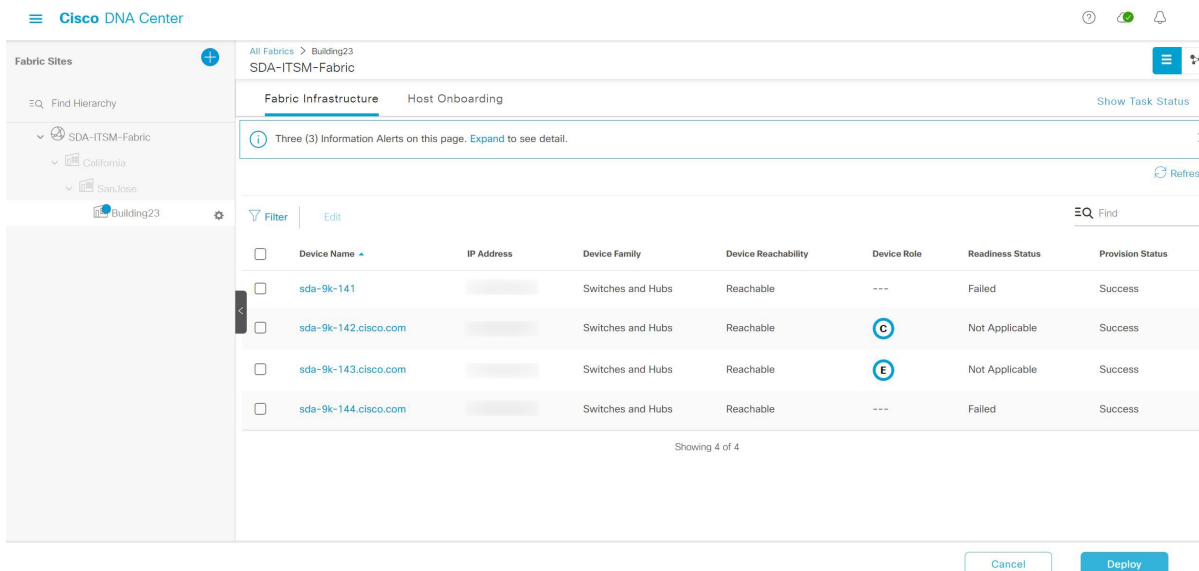 Cisco DNA Center
Fabric Sites
Find Hierarchy
SDA-ITSM-Fabric
California
SanJose
Building23
All Fabrics > Building23
SDA-ITSM-Fabric
Fabric Infrastructure Host Onboarding
Show Task Status
Three (3) Information Alerts on this page. Expand to see detail.
Refres
Filter Edit
Find
Device Name IP Address Device Family Device Reachability Device Role Readiness Status Provision Status
sda-9k-141 Switches and Hubs Reachable --- Failed Success
sda-9k-142.cisco.com Switches and Hubs Reachable C Not Applicable Success
sda-9k-143.cisco.com Switches and Hubs Reachable E Not Applicable Success
sda-9k-144.cisco.com Switches and Hubs Reachable --- Failed Success
Showing 4 of 4
Cancel Deploy